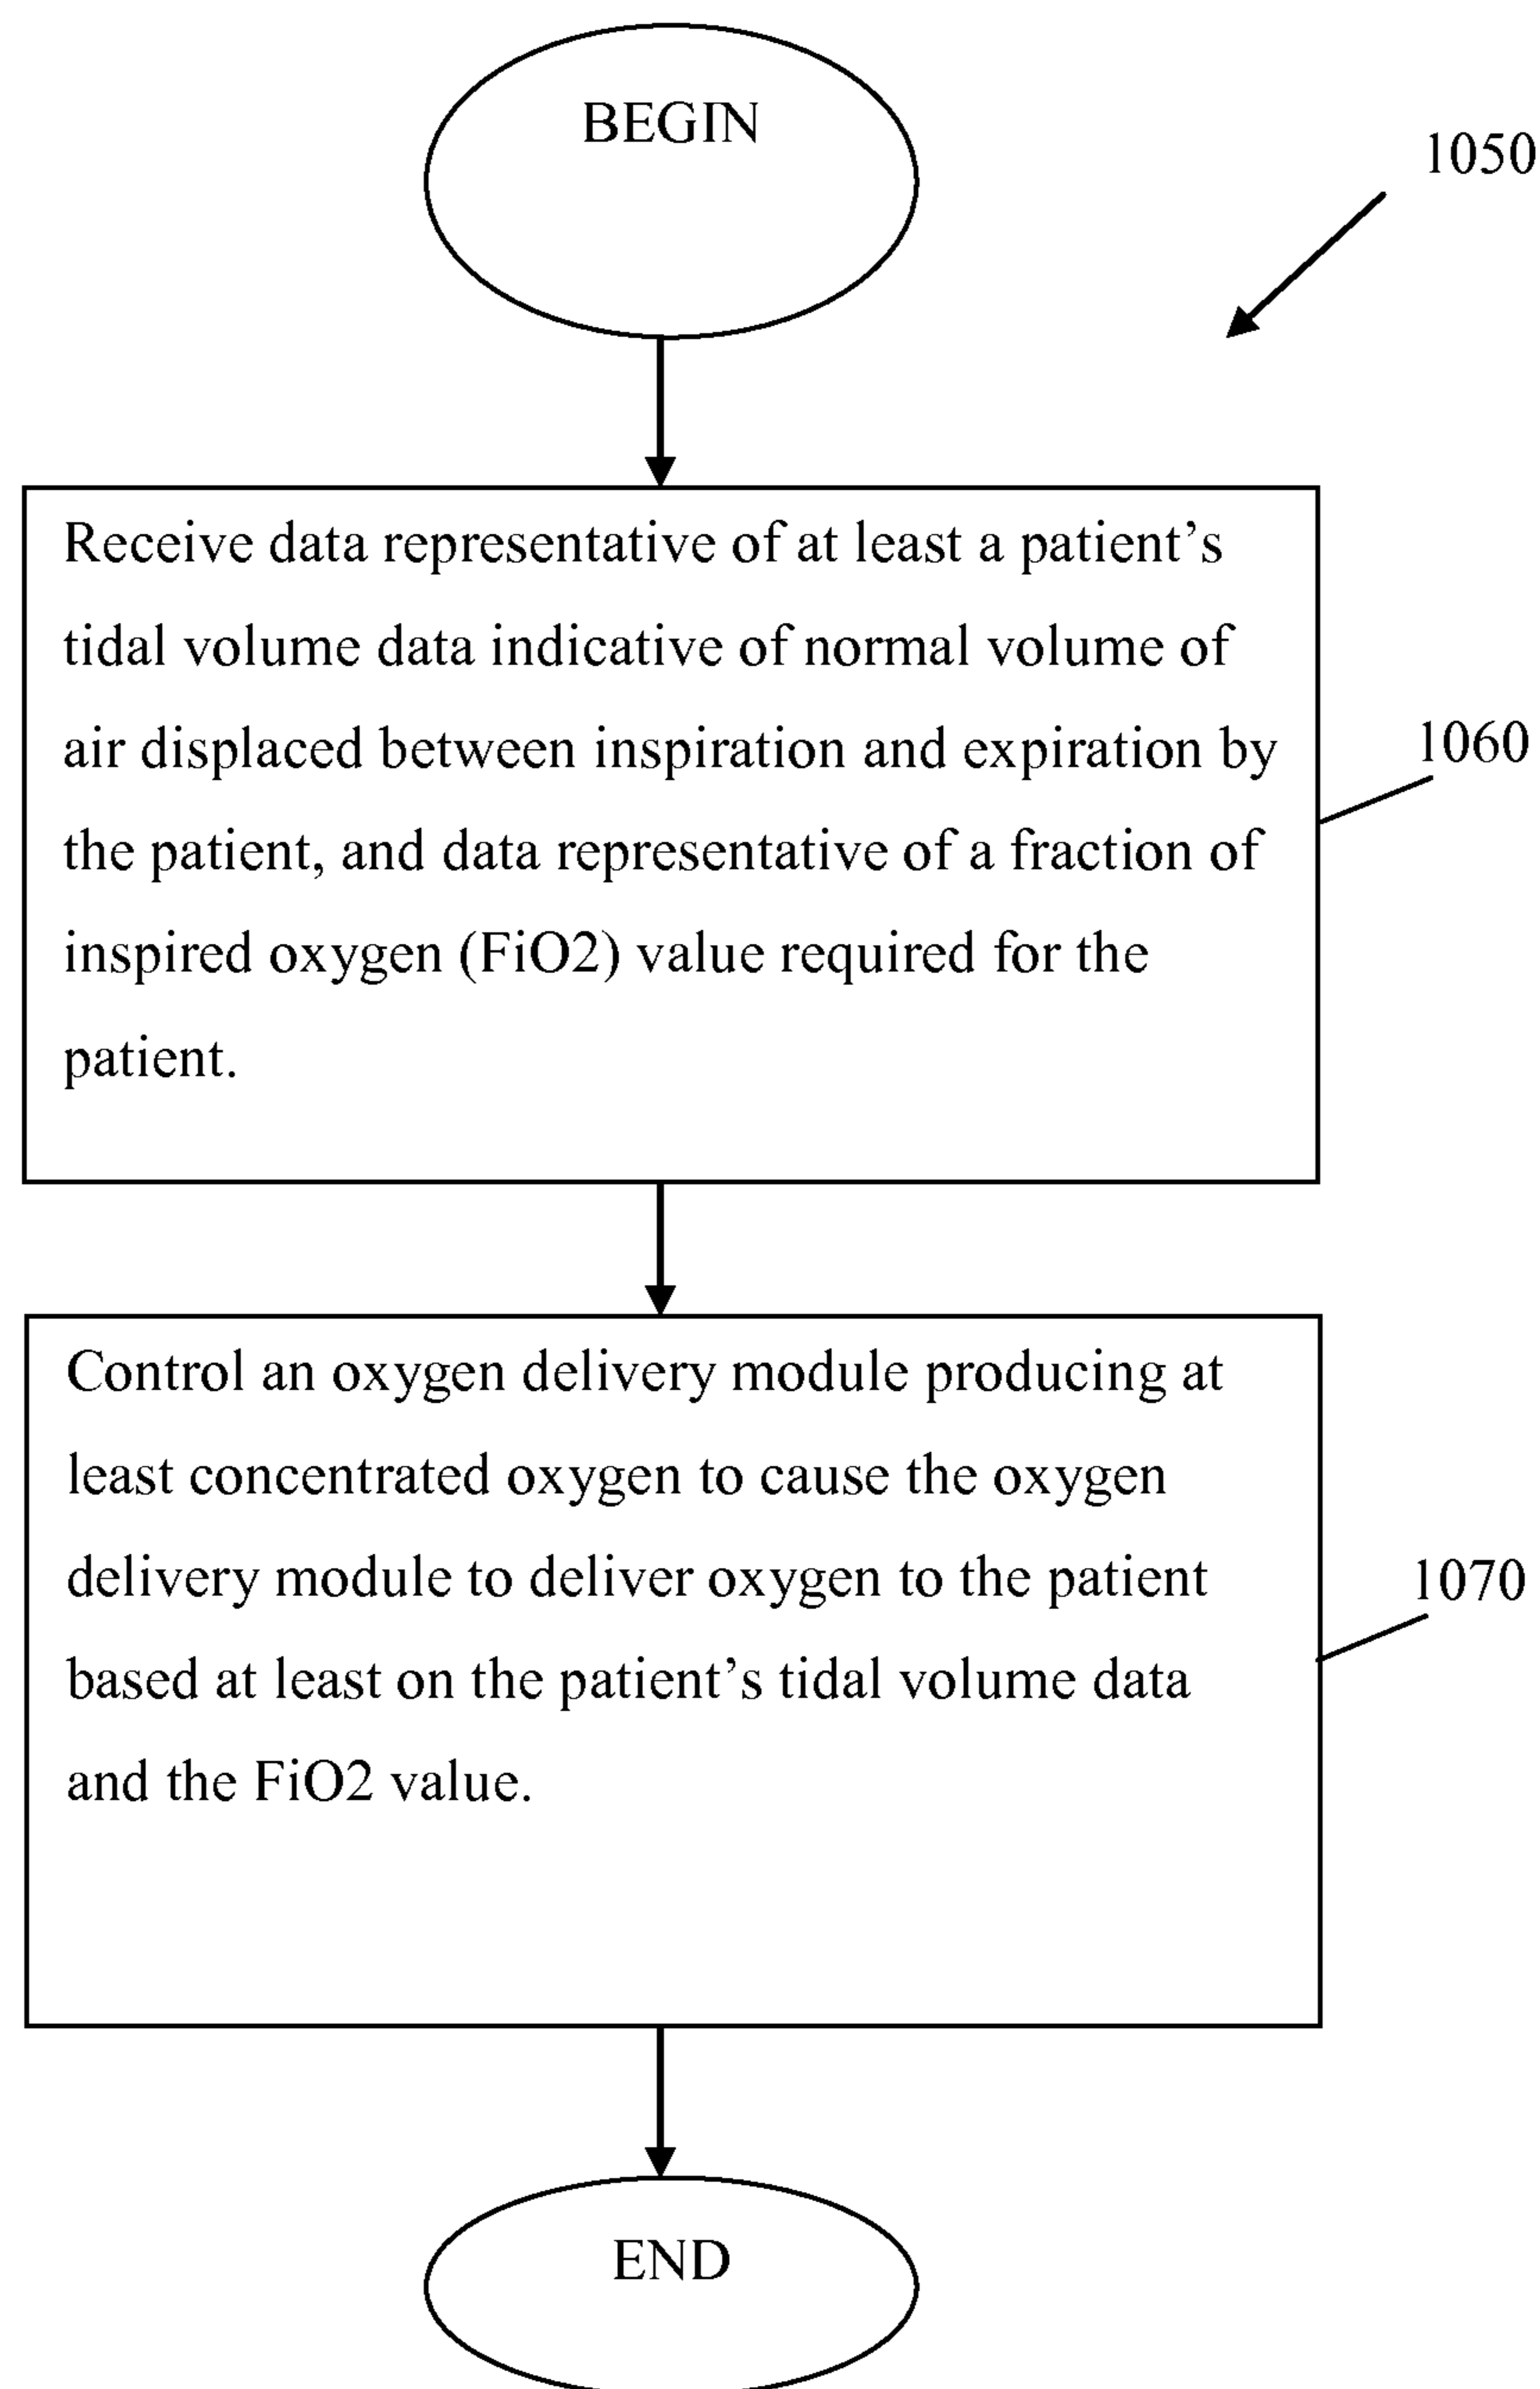 BEGIN
1050
Receive data representative of at least a patient’s
tidal volume data indicative of normal volume of
air displaced between inspiration and expiration by
the patient, and data representative of a fraction of
inspired oxygen (FiO2) value required for the
patient.
1060
Control an oxygen delivery module producing at
least concentrated oxygen to cause the oxygen
delivery module to deliver oxygen to the patient
based at least on the patient’s tidal volume data
and the FiO2 value.
1070
END